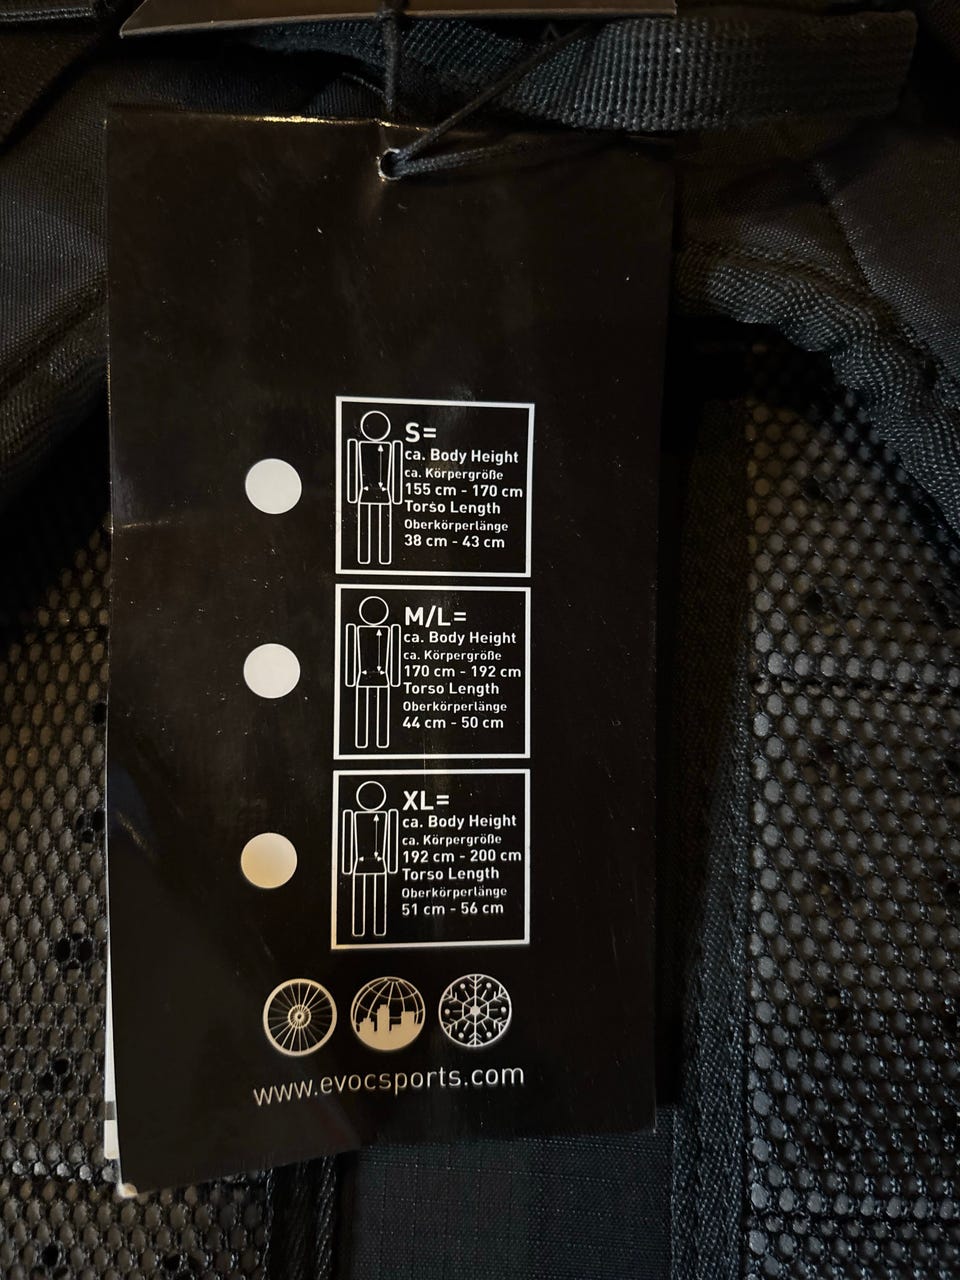 S=
ca. Body Height
ca. Körpergröße
155 cm - 170 cm
Torso Length
Oberkörperlänge
38 cm - 43 cm
M/L=
ca. Body Height
ca. Körpergröße
170 cm - 192 cm
Torso Length
Oberkörperlänge
44 cm - 50 cm
XL=
ca. Body Height
ca. Körpergröße
192 cm - 200 cm
Torso Length
Oberkörperlänge
51 cm - 56 cm
www.evocsports.com